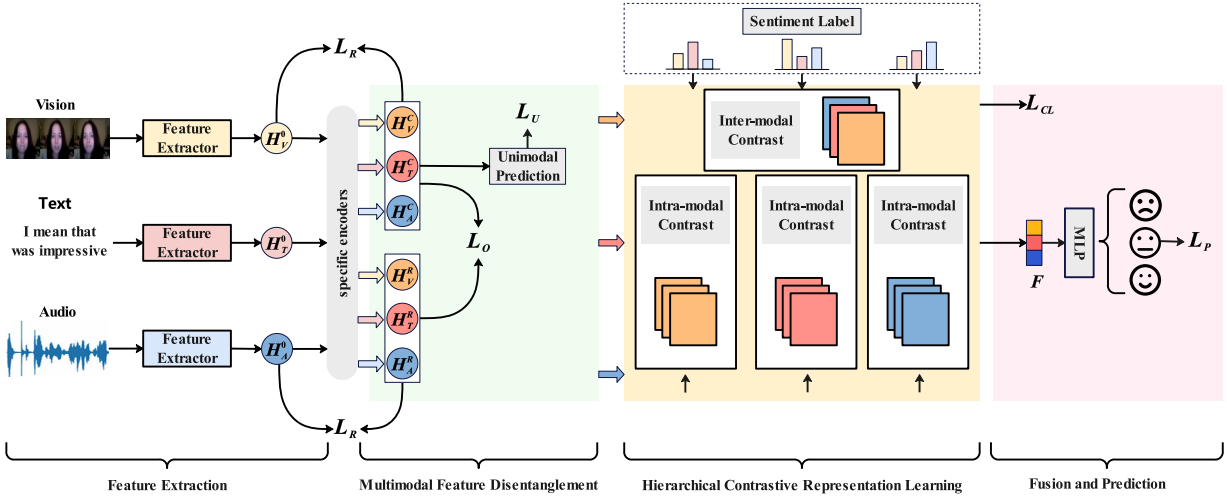 Sentiment Label
L_R
Vision
Feature
Extractor
H_V^0
Text
I mean that
was impressive
Feature
Extractor
H_T^0
Audio
Feature
Extractor
H_A^0
L_R
specific encoders
H_V^C
H_T^C
H_A^C
H_V^R
H_T^R
H_A^R
L_U
Unimodal
Prediction
L_O
Inter-modal
Contrast
Intra-modal
Contrast
Intra-modal
Contrast
Intra-modal
Contrast
L_CL
F
MLP
L_P
Feature Extraction
Multimodal Feature Disentanglement
Hierarchical Contrastive Representation Learning
Fusion and Prediction